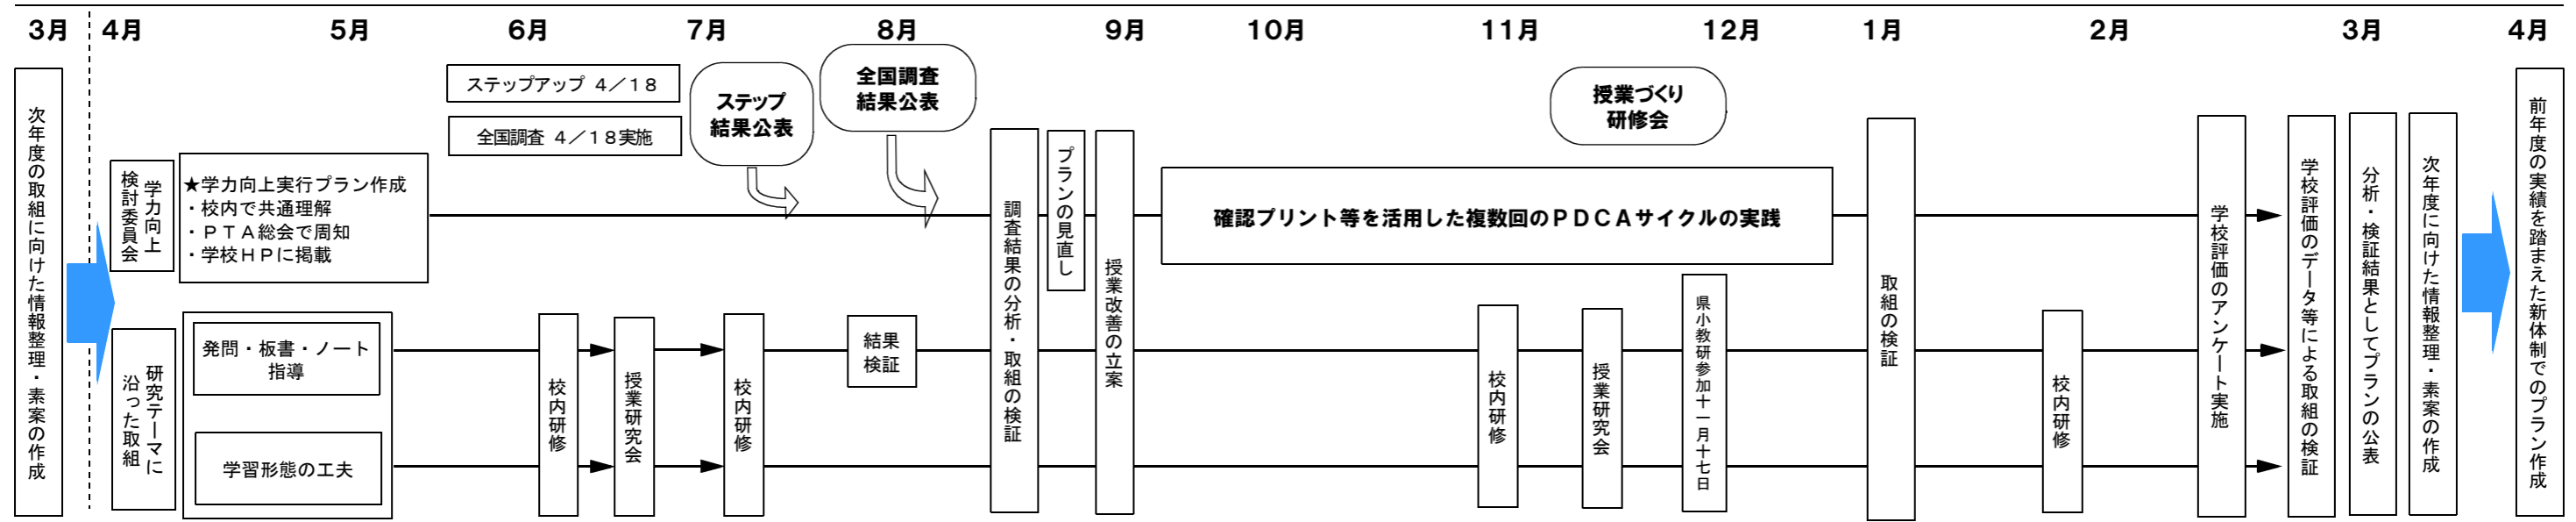 3月
4月
5月
6月
7月
8月
9月
10月
11月
12月
1月
2月
3月
4月
次年度の取組に向けた情報整理・素案の作成
学力向上
検討委員会
★学力向上実行プラン作成
・校内で共通理解
・PTA総会で周知
・学校HPに掲載
研究テーマに
沿った取組
発問・板書・ノート
指導
学習形態の工夫
ステップアップ 4/18
全国調査 4/18実施
校内研修
授業研究会
ステップ
結果公表
校内研修
全国調査
結果公表
結果
検証
調査結果の分析・取組の検証
プランの見直し
授業改善の立案
確認プリント等を活用した複数回のPDCAサイクルの実践
授業づくり
研修会
校内研修
授業研究会
県小教研参加十一月十七日
取組の検証
校内研修
学校評価のアンケート実施
学校評価のデータ等による取組の検証
分析・検証結果としてプランの公表
次年度に向けた情報整理・素案の作成
前年度の実績を踏まえた新体制でのプラン作成